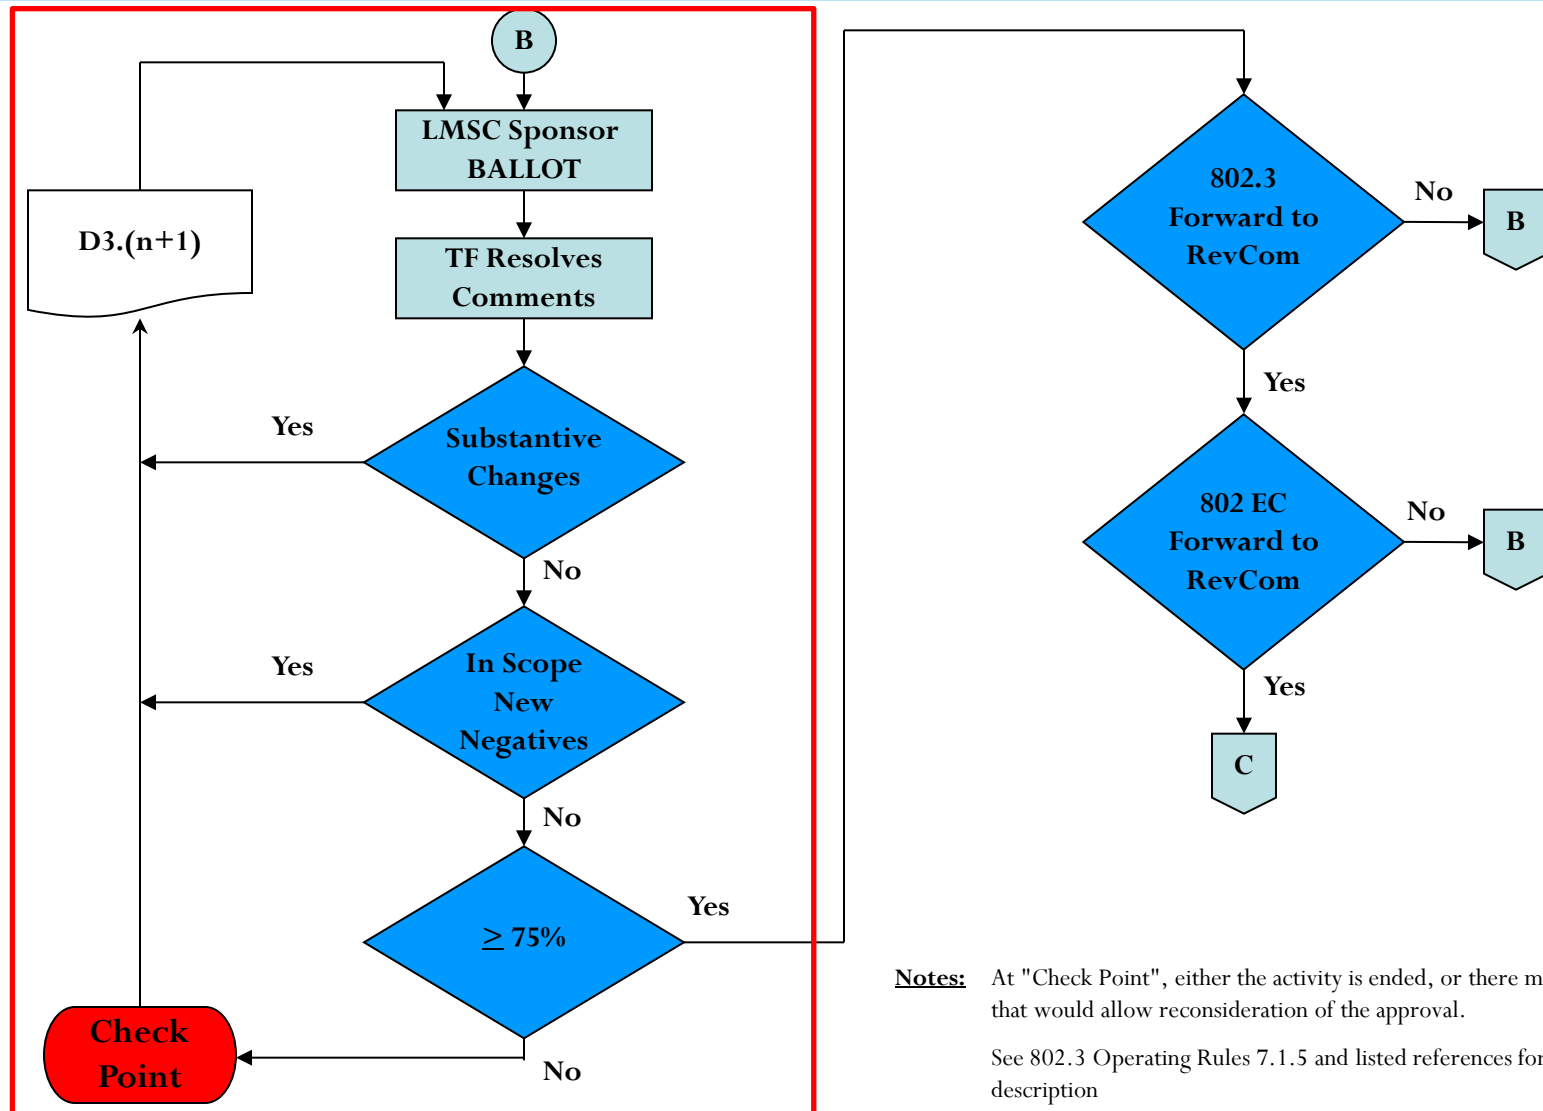 B
LMSC Sponsor
BALLOT
D3.(n+1)
TF Resolves
Comments
Yes
Substantive
Changes
No
Yes
In Scope
New
Negatives
No
≥ 75%
Yes
Check
Point
No
802.3
Forward to
RevCom
No
B
Yes
802 EC
Forward to
RevCom
No
B
Yes
C
Notes: At "Check Point", either the activity is ended, or there
that would allow reconsideration of the approval.
See 802.3 Operating Rules 7.1.5 and listed references for
description